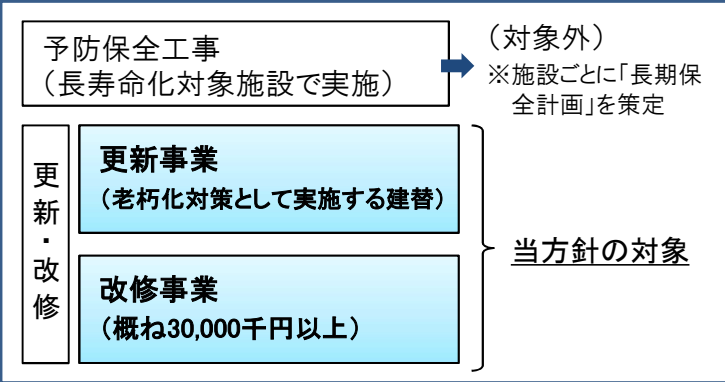 予防保全工事
（長寿命化対象施設で実施）
（対象外）
※施設ごとに「長期保
全計画」を策定
更新・改修
更新事業
（老朽化対策として実施する建替）
改修事業
（概ね30,000千円以上）
当方針の対象